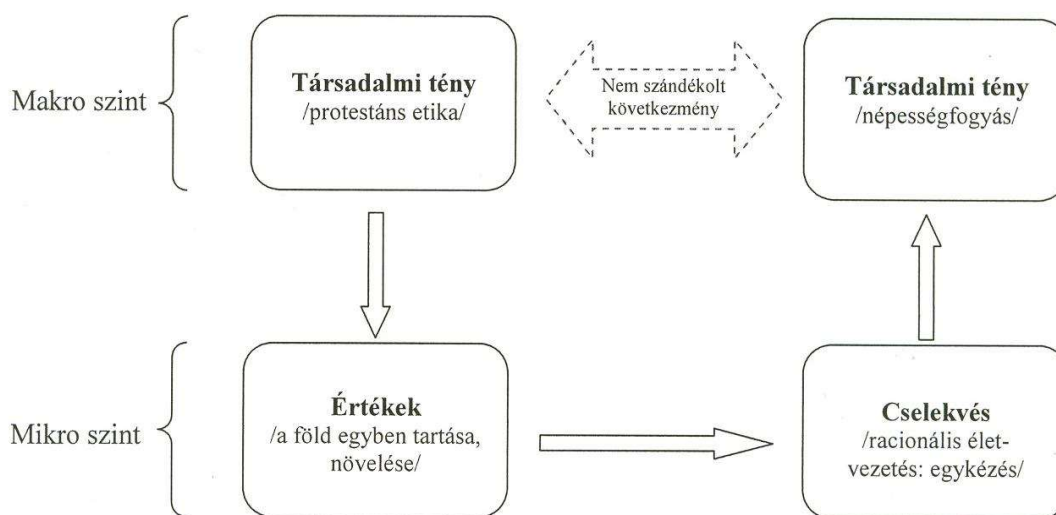 Makro szint
Társadalmi tény
/protestáns etika/
Nem szándékolt
következmény
Társadalmi tény
/népességfogyás/
Mikro szint
Értékek
/a föld egyben tartása,
növelése/
Cselekvés
/racionális élet-
vezetés: egykézés/